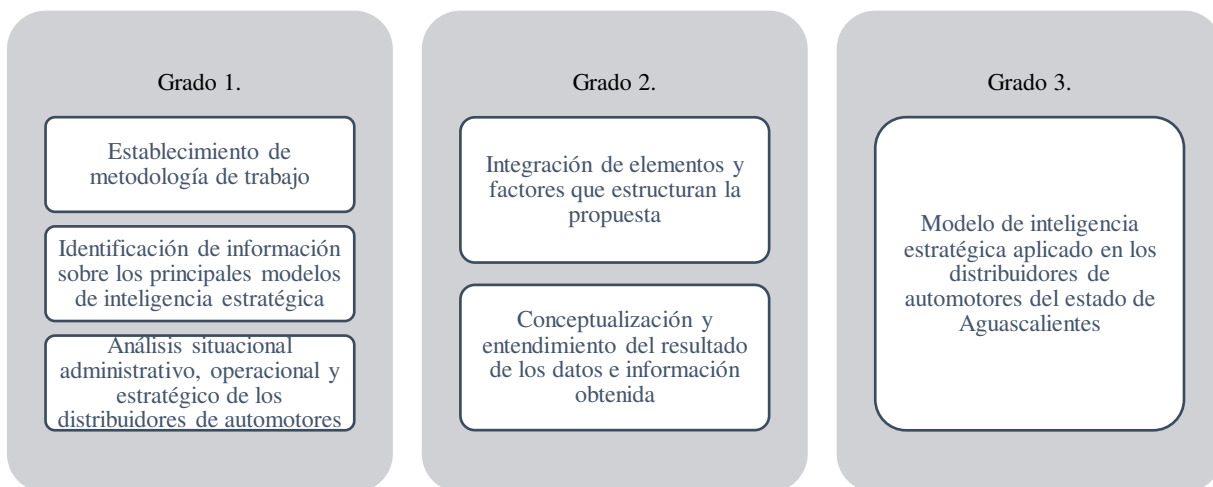 Grado 1.
Establecimiento de
metodología de trabajo
Identificación de información
sobre los principales modelos
de inteligencia estratégica
Análisis situacional
administrativo, operacional y
estratégico de los
distribuidores de automotores
Grado 2.
Integración de elementos y
factores que estructuran la
propuesta
Conceptualización y
entendimiento del resultado
de los datos e información
obtenida
Grado 3.
Modelo de inteligencia
estratégica aplicado en los
distribuidores de
automotores del estado de
Aguascalientes